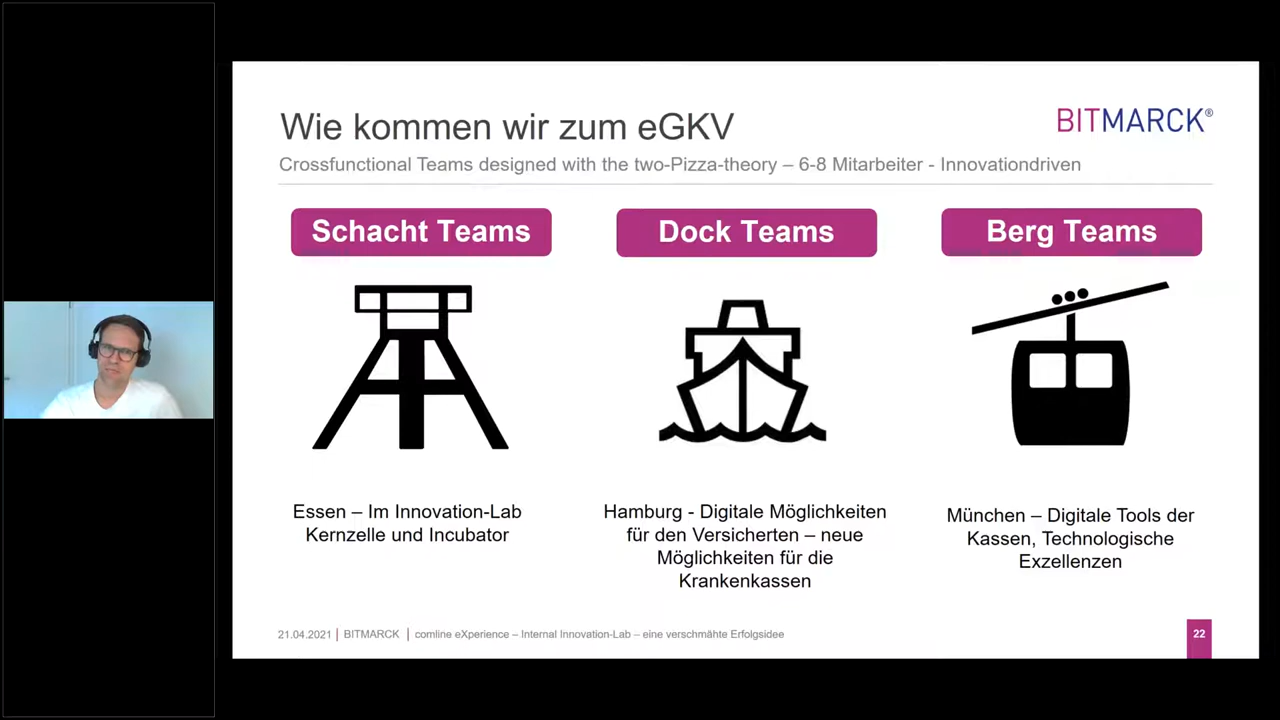 Wie kommen wir zum eGKV
BITMARCK®
Crossfunctional Teams designed with the two-Pizza-theory – 6-8 Mitarbeiter - Innovationdriven
Schacht Teams
Dock Teams
Berg Teams
Essen – Im Innovation-Lab
Kernzelle und Incubator
Hamburg - Digitale Möglichkeiten
für den Versicherten – neue
Möglichkeiten für die
Krankenkassen
München – Digitale Tools der
Kassen, Technologische
Exzellenzen
21.04.2021 | BITMARCK | comline eXperience – Internal Innovation-Lab – eine verschmähte Erfolgsidee
22